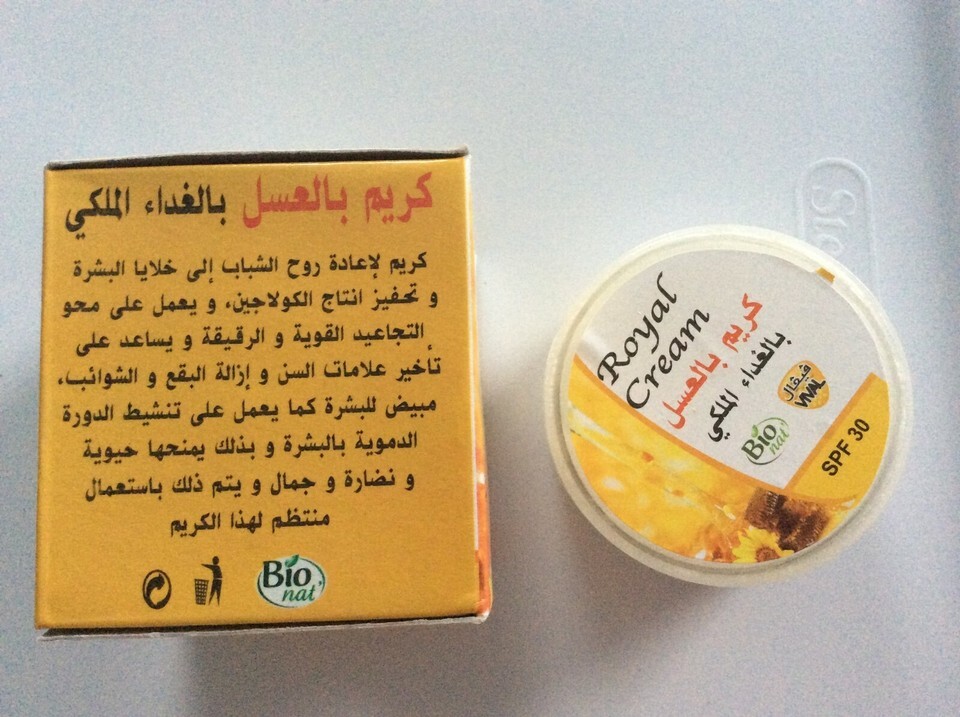 كريم بالعسل بالغداء الملكي
كريم لإعادة روح الشباب إلى خلايا البشرة
و تحفيز انتاج الكولاجين، و يعمل على محو
التجاعيد القوية و الرقيقة و يساعد على
تأخير علامات السن و إزالة البقع و الشوائب،
مبيض للبشرة كما يعمل على تنشيط الدورة
الدموية بالبشرة و بذلك يمنحها حيوية
و نضارة و جمال و يتم ذلك باستعمال
منتظم لهذا الكريم
Bio
nat
Royal
Cream
كريم بالعسل
بالغداء الملكي
ڤيڤال
VIVAL
Bio
nat
SPF 30